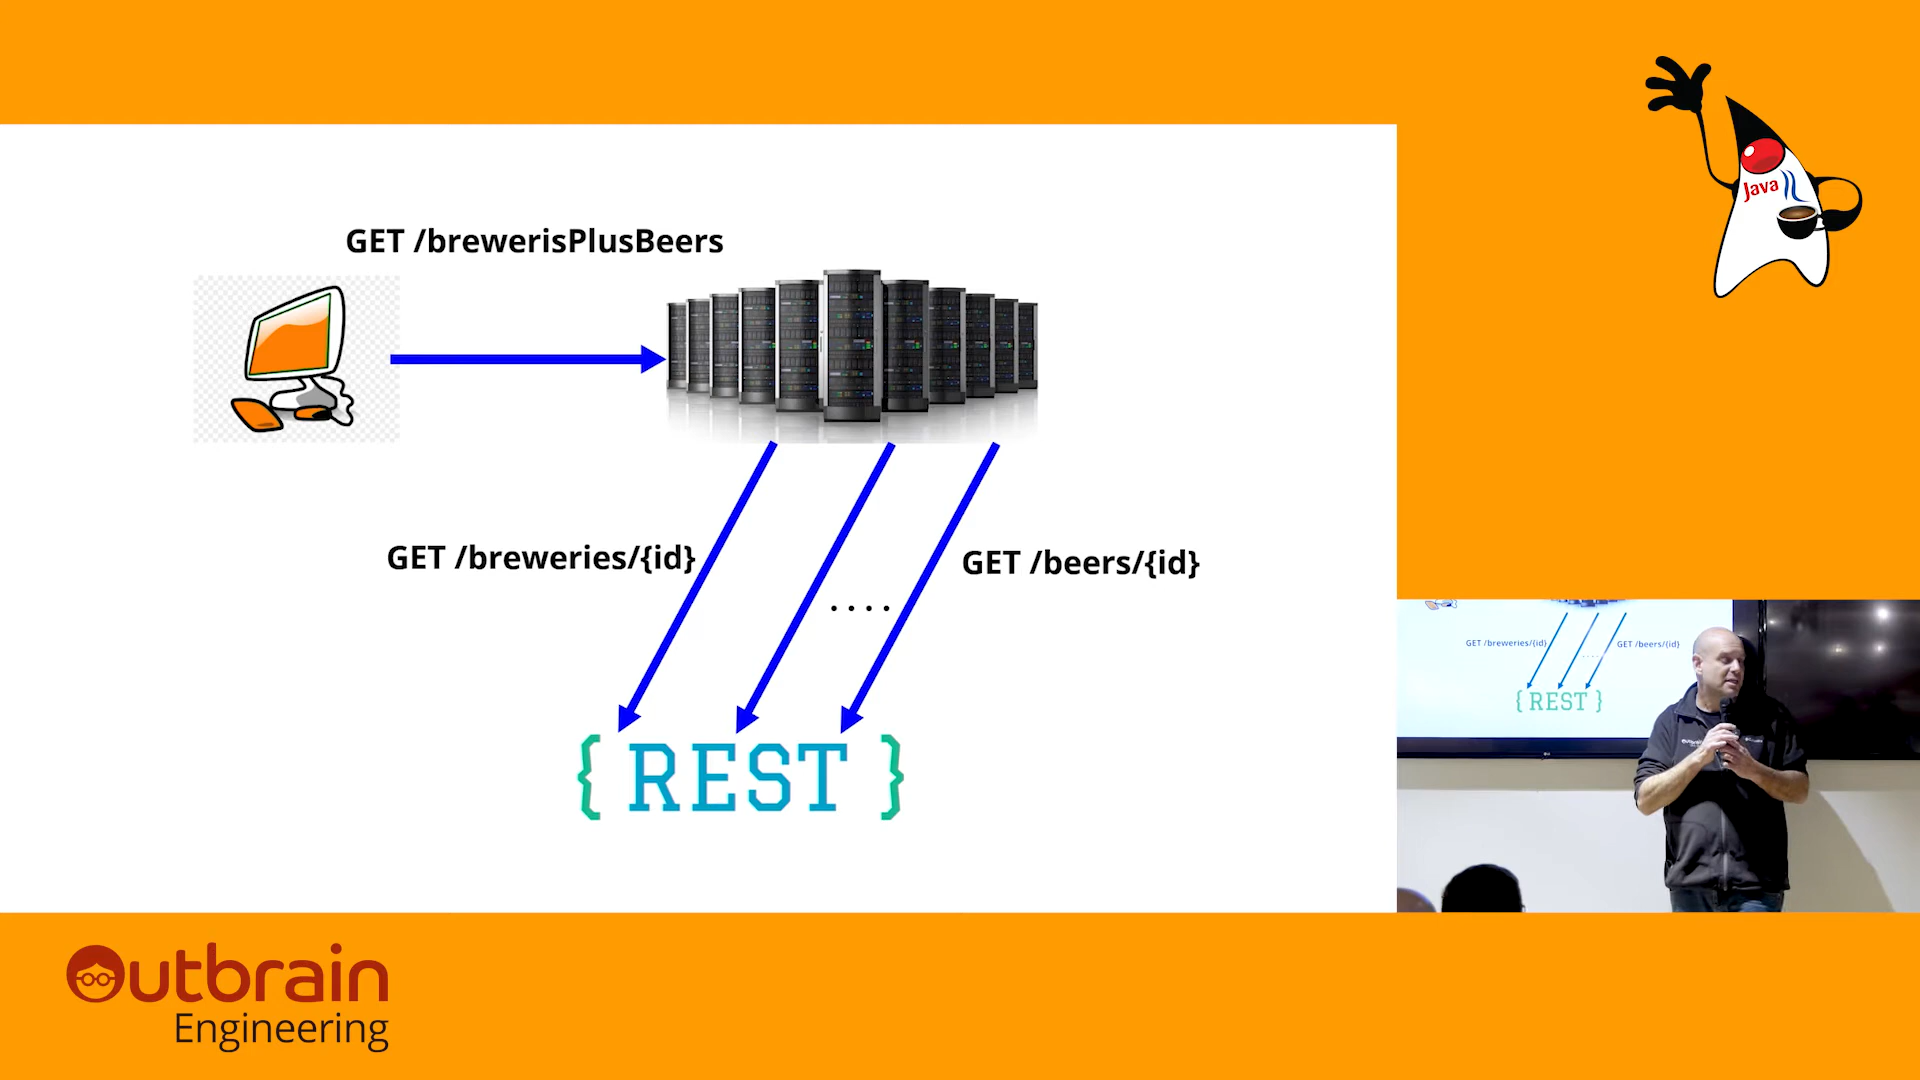 GET /brewerisPlusBeers
Java
GET /breweries/{id}
GET /beers/{id}
....
{ REST }
GET /breweries/{id}
GET /beers/{id}
....
{ REST }
Outbrain
Outbrain
Engineering